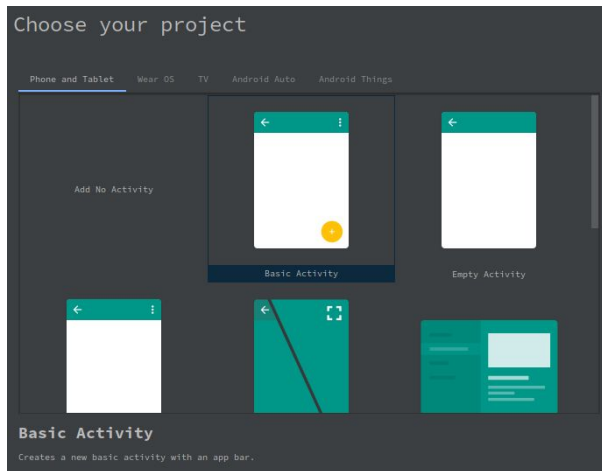 Choose your project
Phone and Tablet Wear OS TV Android Auto Android Things
Add No Activity
Basic Activity
Empty Activity
Basic Activity
Creates a new basic activity with an app bar.